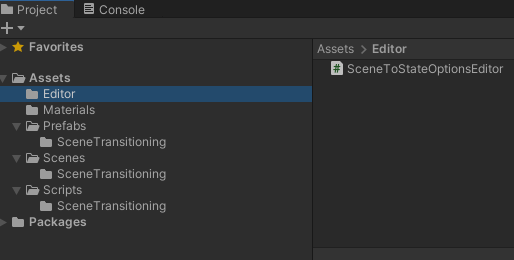 Project
Console
Favorites
Assets
Editor
Materials
Prefabs
SceneTransitioning
Scenes
SceneTransitioning
Scripts
SceneTransitioning
Packages
Assets > Editor
# SceneToStateOptionsEditor